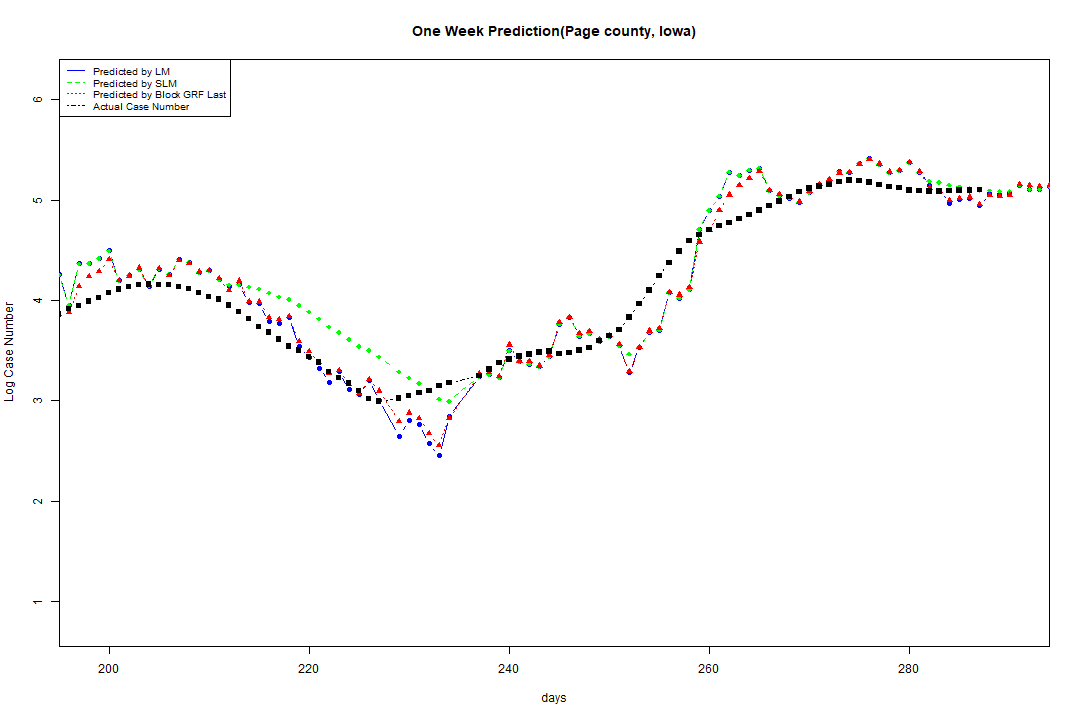 One Week Prediction(Page county, Iowa)
Predicted by LM
Predicted by SLM
Predicted by Block GRF Last
Actual Case Number
6
5
4
3
2
1
Log Case Number
200 220 240 260 280
days